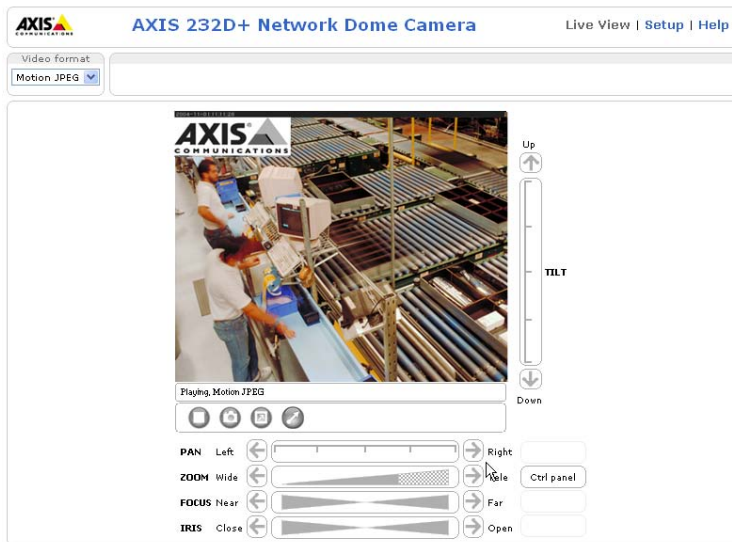 AXIS
COMMUNICATIONS
AXIS 232D+ Network Dome Camera
Live View | Setup | Help
Video format
Motion JPEG
AXIS
COMMUNICATIONS
Up
TILT
Playing, Motion JPEG
Down
PAN Left Right
ZOOM Wide Ctrl panel
FOCUS Near Far
IRIS Close Open